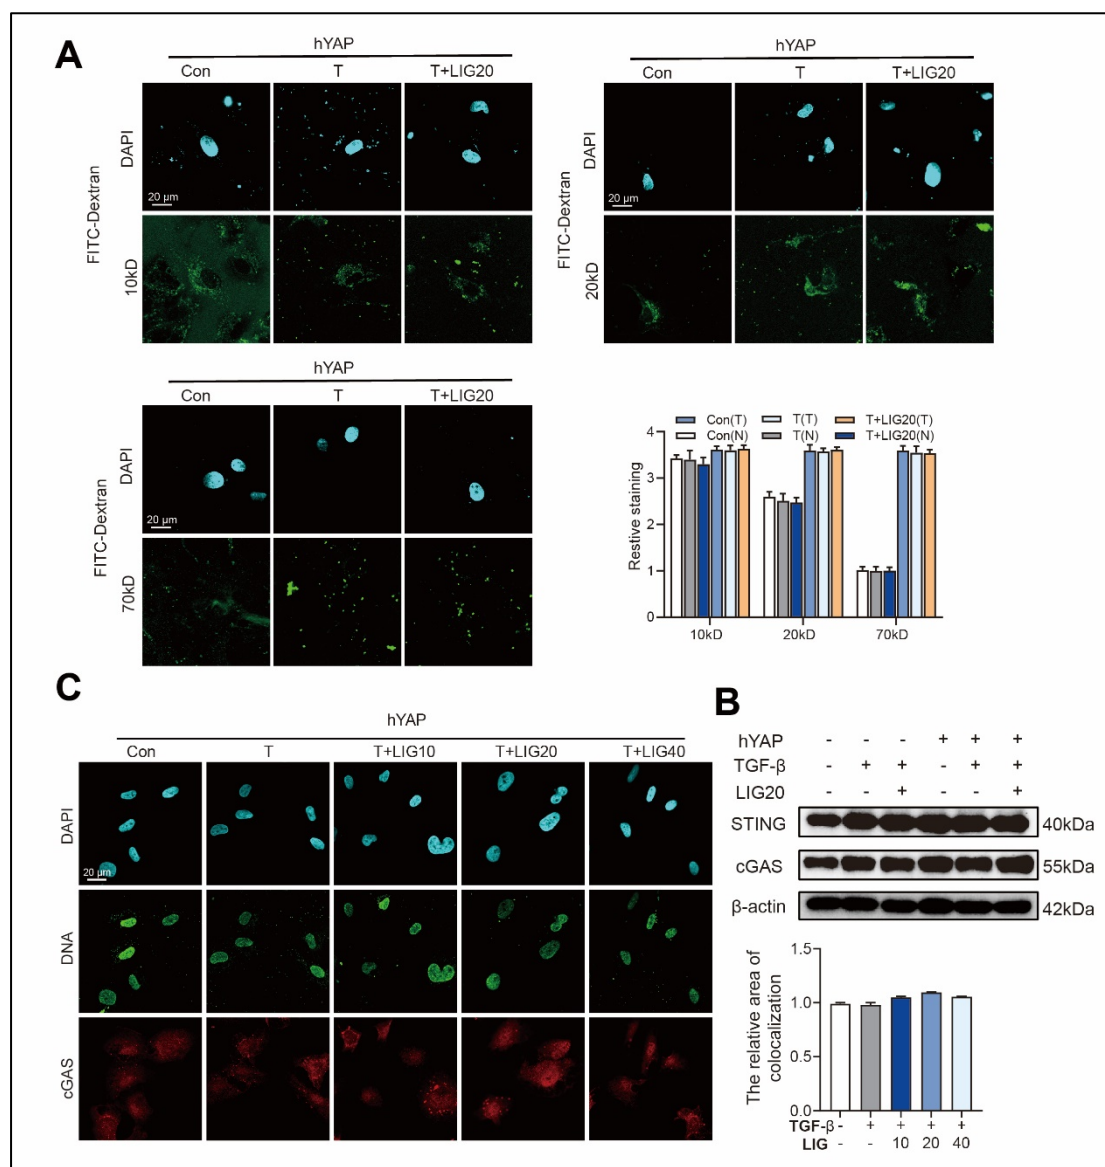 A
hYAP
Con T T+LIG20
FITC-Dextran
DAPI
20 μm
10kD
hYAP
Con T T+LIG20
FITC-Dextran
DAPI
20 μm
20kD
hYAP
Con T T+LIG20
FITC-Dextran
DAPI
20 μm
70kD
Con(T) T(T) T+LIG20(T)
Con(N) T(N) T+LIG20(N)
Restive staining
4
3
2
1
0
10kD 20kD 70kD
C
hYAP
Con T T+LIG10 T+LIG20 T+LIG40
DAPI
20 μm
DNA
cGAS
B
hYAP - - - + + +
TGF-β - + + - + +
LIG20 + +
STING 40kDa
cGAS 55kDa
β-actin 42kDa
The relative area of
colocalization
1.5
1.0
0.5
0.0
TGF-β - + + + +
LIG - - 10 20 40